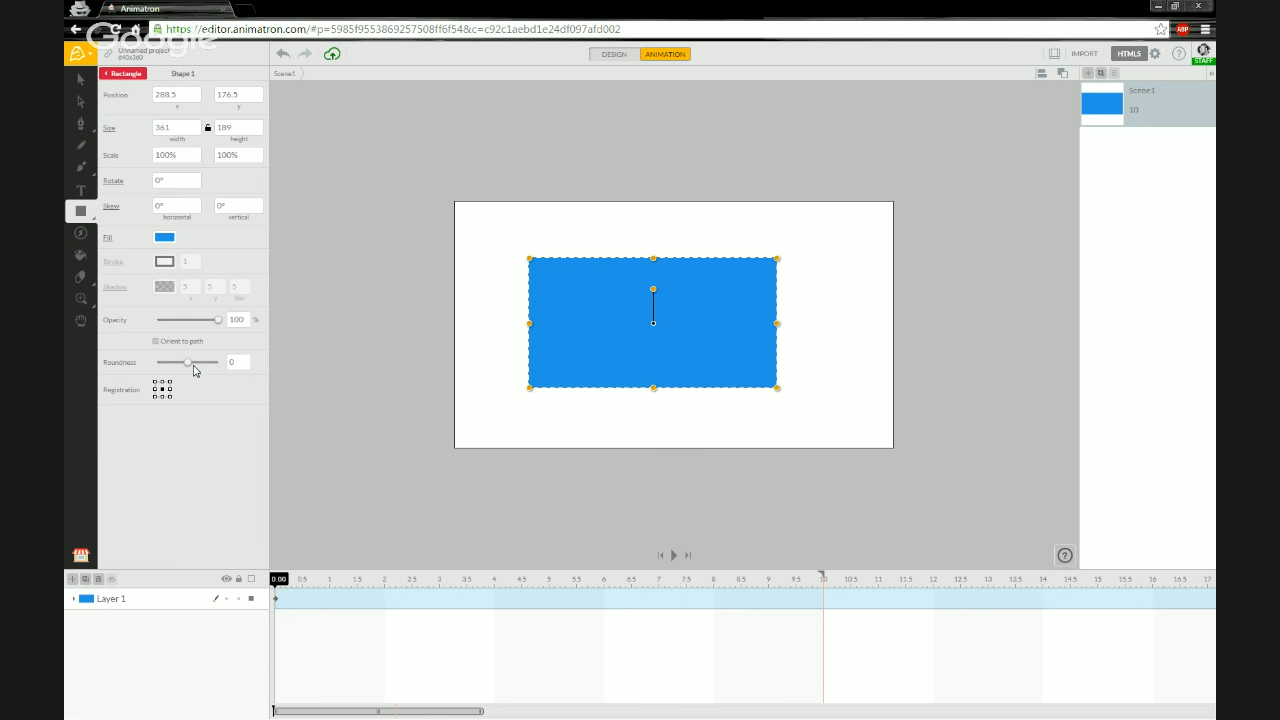 Animatron
https://editor.animatron.com/#p=5985f9553869257508ff6f54&c=c92c1aebd1e24df097afd002
ABP
Google
Unnamed project
640x360
DESIGN ANIMATION
IMPORT HTML5 ?
STAFF
Rectangle Shape 1
Scene1
Position 288.5 176.5
x y
Size 361 189
width height
Scale 100% 100%
Rotate 0°
Skew 0° 0°
horizontal vertical
Fill
Stroke 1
Shadow 5 5 5
x y blur
Opacity 100 %
Orient to path
Roundness 0
Registration
T
Scene1
10
?
0.00 0.5 1 1.5 2 2.5 3 3.5 4 4.5 5 5.5 6 6.5 7 7.5 8 8.5 9 9.5 10 10.5 11 11.5 12 12.5 13 13.5 14 14.5 15 15.5 16 16.5 17
Layer 1